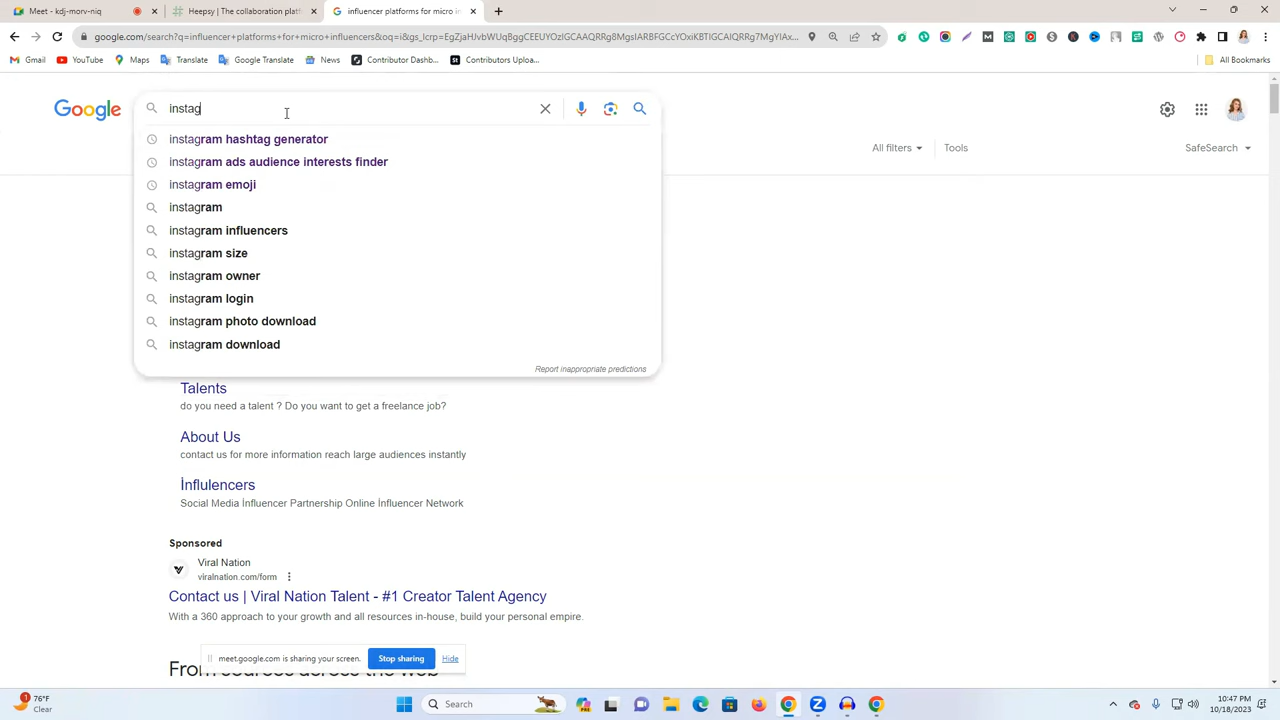 Meet - kdj-morv-niq
Heepsy | The collaboration platf
influencer platforms for micro in
google.com/search?q=influencer+platforms+for+micro+influencers&oq=i&gs_lcrp=EgZjaHJvbWUqBggCEEUYOzIGCAAQRRg7MgsIARBFGCcYOxiKBTIGCAIQRRg7MgYIAx...
Gmail
YouTube
Maps
Translate
Google Translate
News
Contributor Dashb...
Contributors Uploa...
All Bookmarks
Google
instag
All filters
Tools
SafeSearch
instagram hashtag generator
instagram ads audience interests finder
instagram emoji
instagram
instagram influencers
instagram size
instagram owner
instagram login
instagram photo download
instagram download
Report inappropriate predictions
Talents
do you need a talent ? Do you want to get a freelance job?
About Us
contact us for more information reach large audiences instantly
İnflulencers
Social Media İnfluencer Partnership Online İnfluencer Network
Sponsored
Viral Nation
viralnation.com/form
Contact us | Viral Nation Talent - #1 Creator Talent Agency
With a 360 approach to your growth and all resources in-house, build your personal empire.
meet.google.com is sharing your screen.
Stop sharing
Hide
From sources across the web
1
76°F
Clear
Search
10:47 PM
10/18/2023